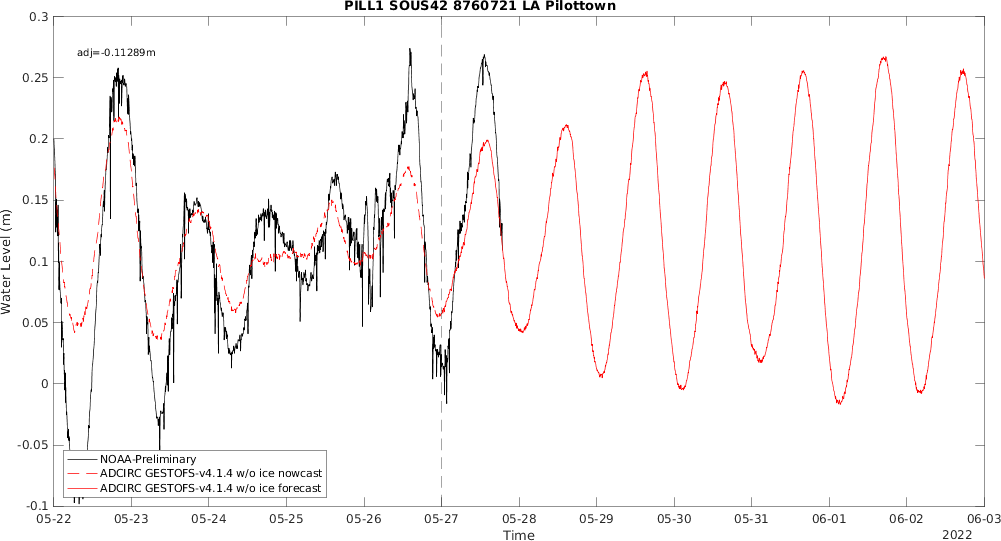 PILL1 SOUS42 8760721 LA Pilottown
adj=-0.11289m
0.3
0.25
0.2
0.15
0.1
0.05
0
-0.05
-0.1
Water Level (m)
NOAA-Preliminary
ADCIRC GESTOFS-v4.1.4 w/o ice nowcast
ADCIRC GESTOFS-v4.1.4 w/o ice forecast
05-22 05-23 05-24 05-25 05-26 05-27 05-28 05-29 05-30 05-31 06-01 06-02 06-03
Time
2022